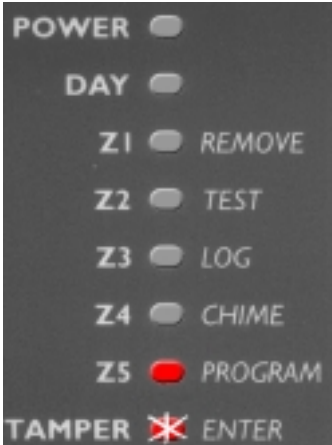 POWER
DAY
Z1 REMOVE
Z2 TEST
Z3 LOG
Z4 CHIME
Z5 PROGRAM
TAMPER ENTER